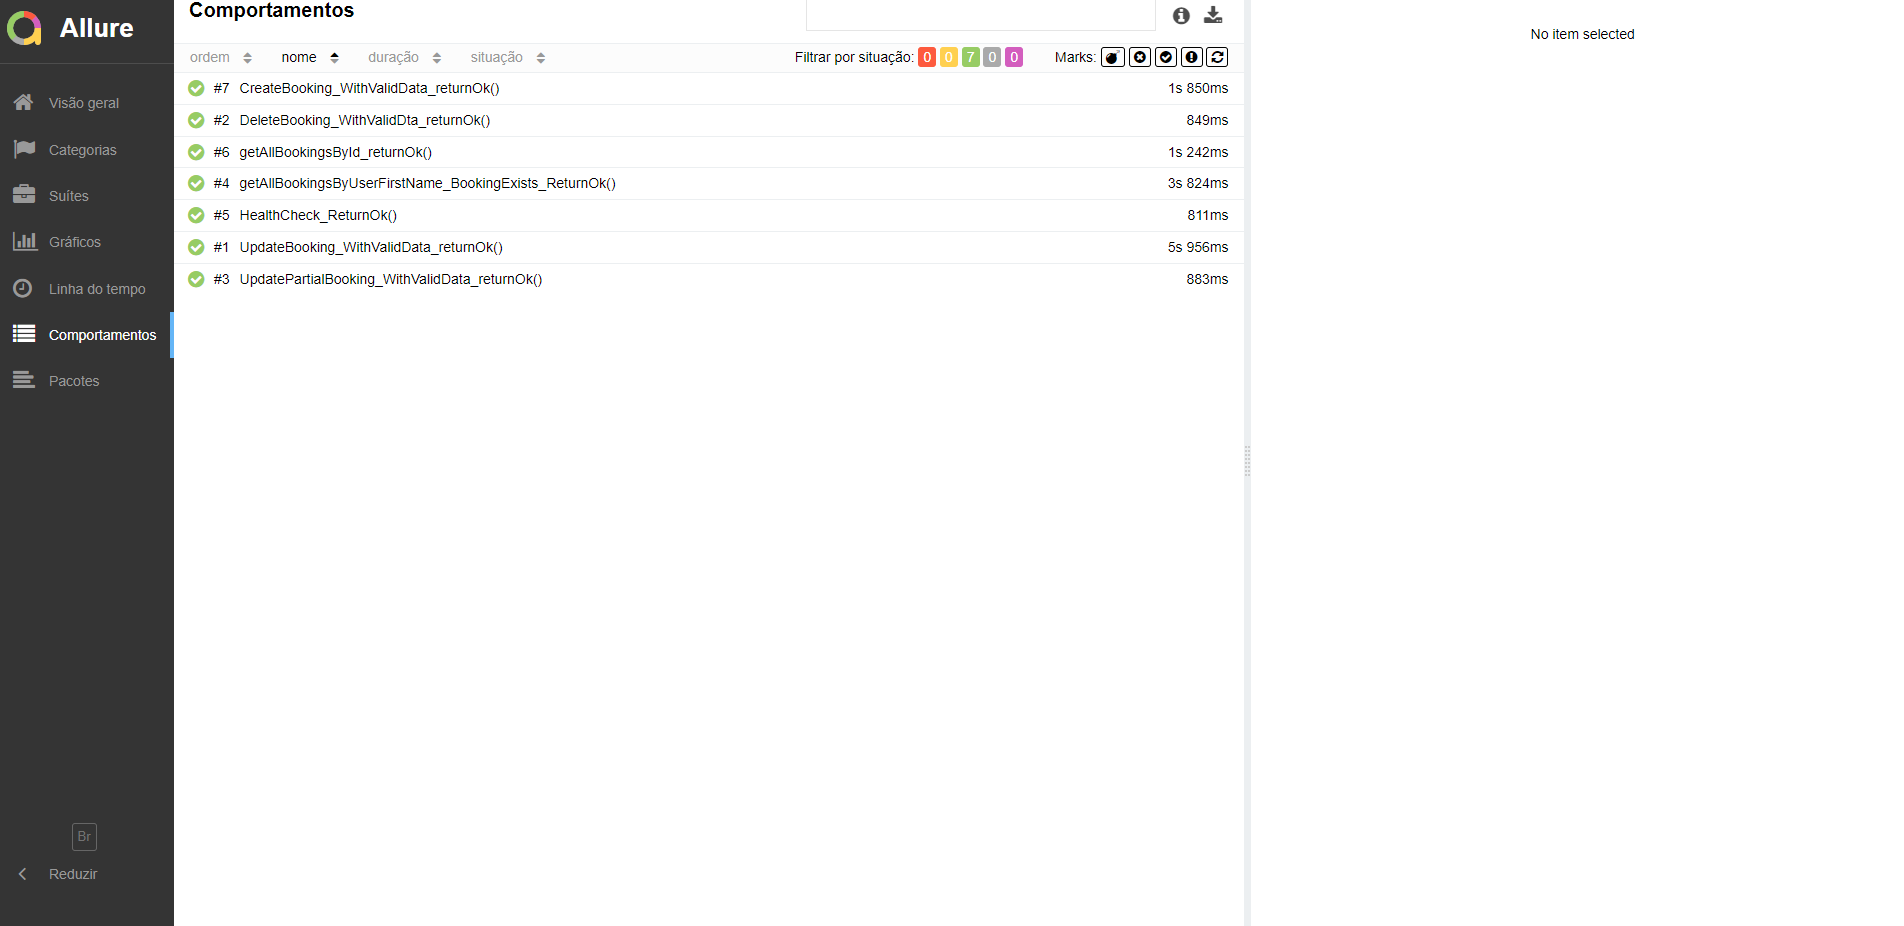 Allure
Visão geral
Categorias
Suítes
Gráficos
Linha do tempo
Comportamentos
Pacotes
Br
Reduzir
Comportamentos
ordem nome duração situação Filtrar por situação: 0 0 7 0 0 Marks:
#7 CreateBooking_WithValidData_returnOk() 1s 850ms
#2 DeleteBooking_WithValidDta_returnOk() 849ms
#6 getAllBookingsById_returnOk() 1s 242ms
#4 getAllBookingsByUserFirstName_BookingExists_ReturnOk() 3s 824ms
#5 HealthCheck_ReturnOk() 811ms
#1 UpdateBooking_WithValidData_returnOk() 5s 956ms
#3 UpdatePartialBooking_WithValidData_returnOk() 883ms
No item selected